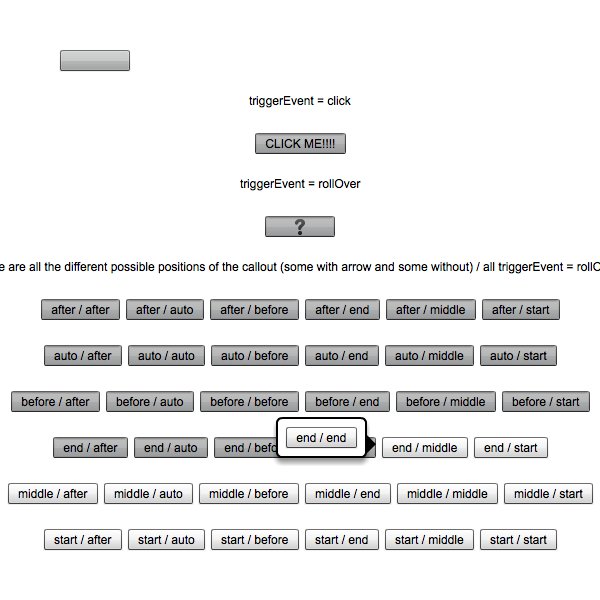 triggerEvent = click
CLICK ME!!!!
triggerEvent = rollOver
?
are all the different possible positions of the callout (some with arrow and some without) / all triggerEvent =
after / after after / auto after / before after / end after / middle after / start
auto / after auto / auto auto / before auto / end auto / middle auto / start
before / after before / auto before / before before / end before / middle before / start
end / after end / auto end / end / end end / middle end / start
middle / after middle / auto middle / before middle / end middle / middle middle / start
start / after start / auto start / before start / end start / middle start / start